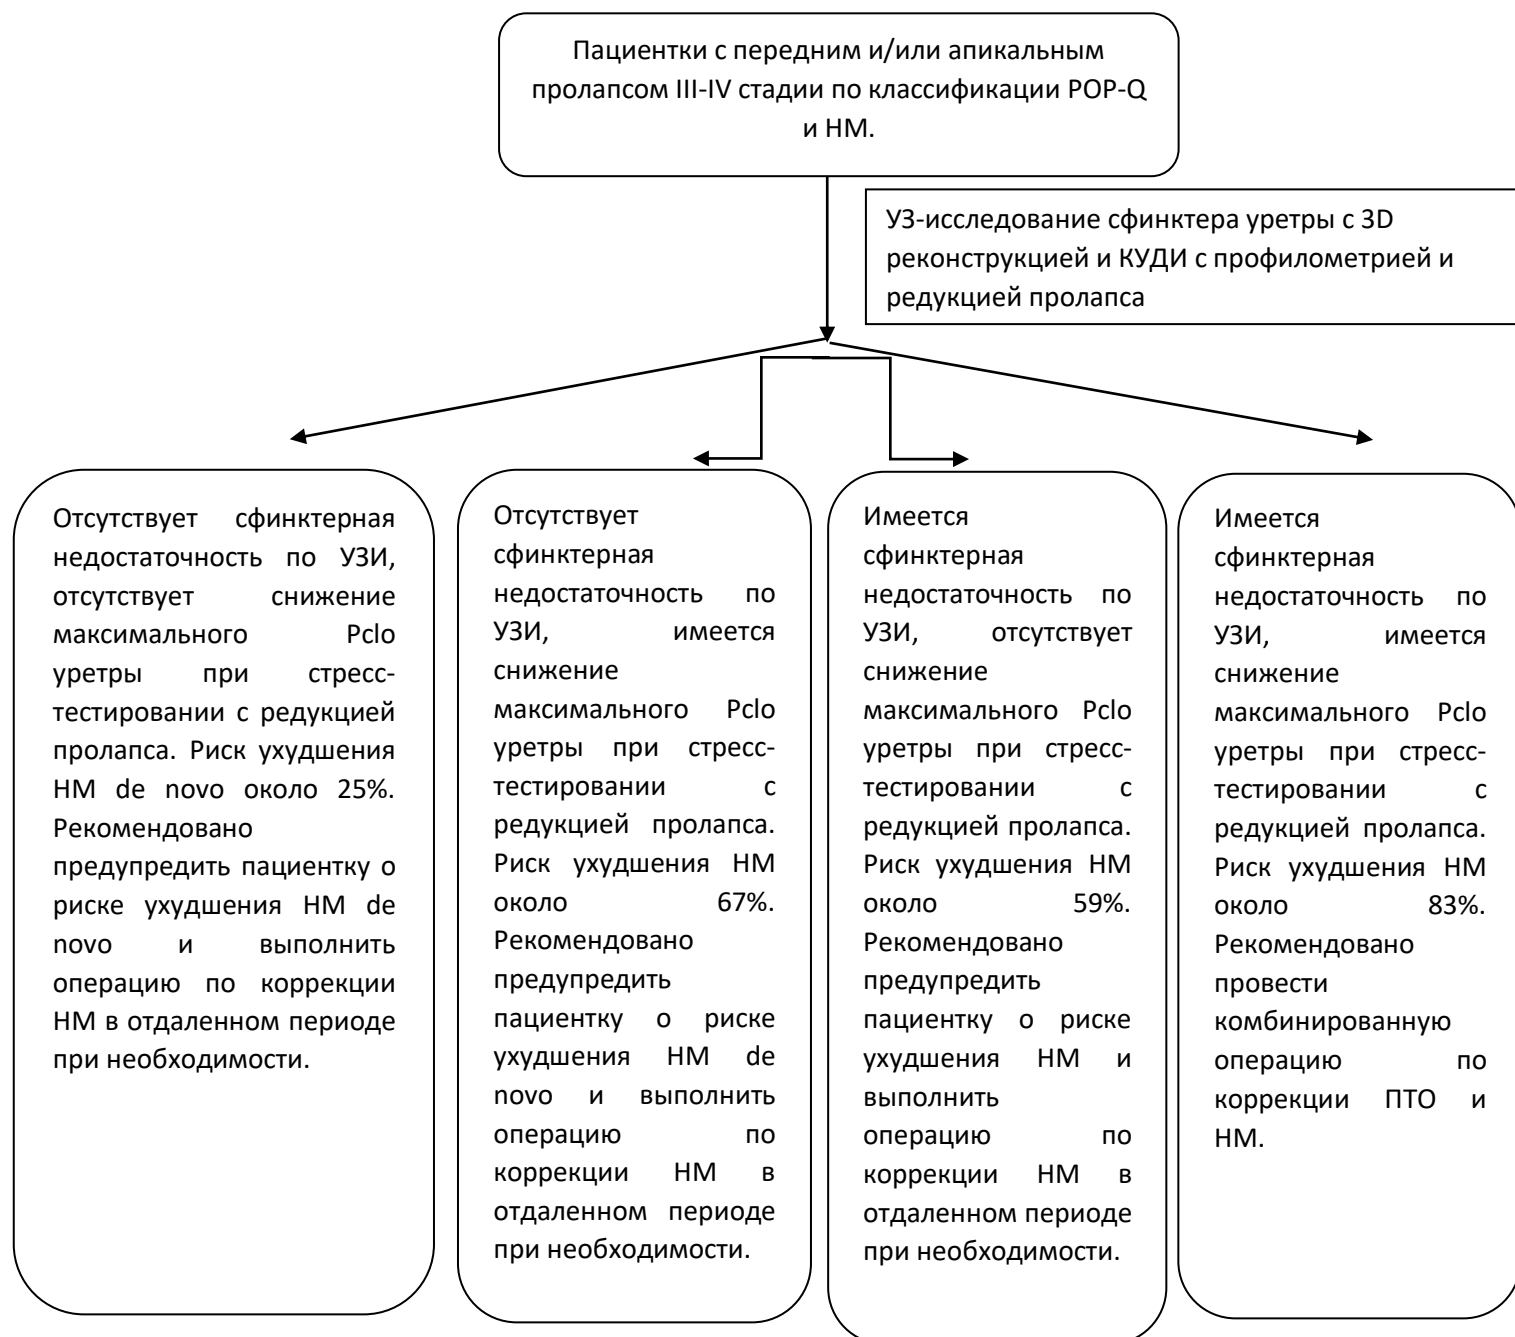 Пациентки с передним и/или апикальным
пролапсом III-IV стадии по классификации POP-Q
и НМ.
УЗ-исследование сфинктера уретры с 3D
реконструкцией и КУДИ с профилометрией и
редукцией пролапса
Отсутствует сфинктерная
недостаточность по УЗИ,
отсутствует снижение
максимального Pclo
уретры при стресс-
тестировании с редукцией
пролапса. Риск ухудшения
НМ de novo около 25%.
Рекомендовано
предупредить пациентку о
риске ухудшения НМ de
novo и выполнить
операцию по коррекции
НМ в отдаленном периоде
при необходимости.
Отсутствует
сфинктерная
недостаточность по
УЗИ, имеется
снижение
максимального Pclo
уретры при стресс-
тестировании с
редукцией пролапса.
Риск ухудшения НМ
около 67%.
Рекомендовано
предупредить
пациентку о риске
ухудшения НМ de
novo и выполнить
операцию по
коррекции НМ в
отдаленном периоде
при необходимости.
Имеется
сфинктерная
недостаточность по
УЗИ, отсутствует
снижение
максимального Pclo
уретры при стресс-
тестировании с
редукцией пролапса.
Риск ухудшения НМ
около 59%.
Рекомендовано
предупредить
пациентку о риске
ухудшения НМ и
выполнить
операцию по
коррекции НМ в
отдаленном периоде
при необходимости.
Имеется
сфинктерная
недостаточность по
УЗИ, имеется
снижение
максимального Pclo
уретры при стресс-
тестировании с
редукцией пролапса.
Риск ухудшения НМ
около 83%.
Рекомендовано
провести
комбинированную
операцию по
коррекции ПТО и
НМ.